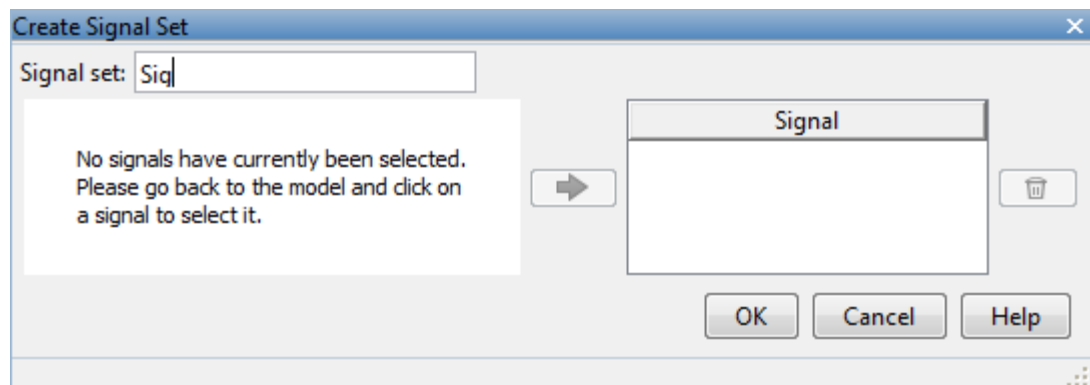 Create Signal Set
Signal set: Sig
No signals have currently been selected.
Please go back to the model and click on
a signal to select it.
Signal
OK Cancel Help